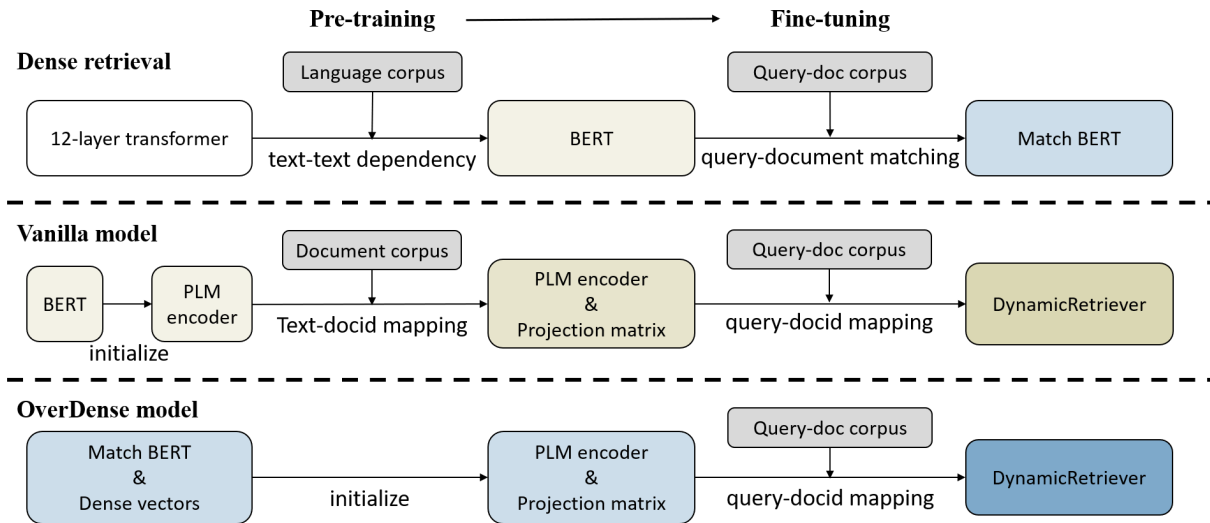 Pre-training
Fine-tuning
Dense retrieval
Language corpus
Query-doc corpus
12-layer transformer
text-text dependency
BERT
query-document matching
Match BERT
Vanilla model
Document corpus
Query-doc corpus
BERT
initialize
PLM
encoder
Text-docid mapping
PLM encoder
&
Projection matrix
query-docid mapping
DynamicRetriever
OverDense model
Query-doc corpus
Match BERT
&
Dense vectors
initialize
PLM encoder
&
Projection matrix
query-docid mapping
DynamicRetriever